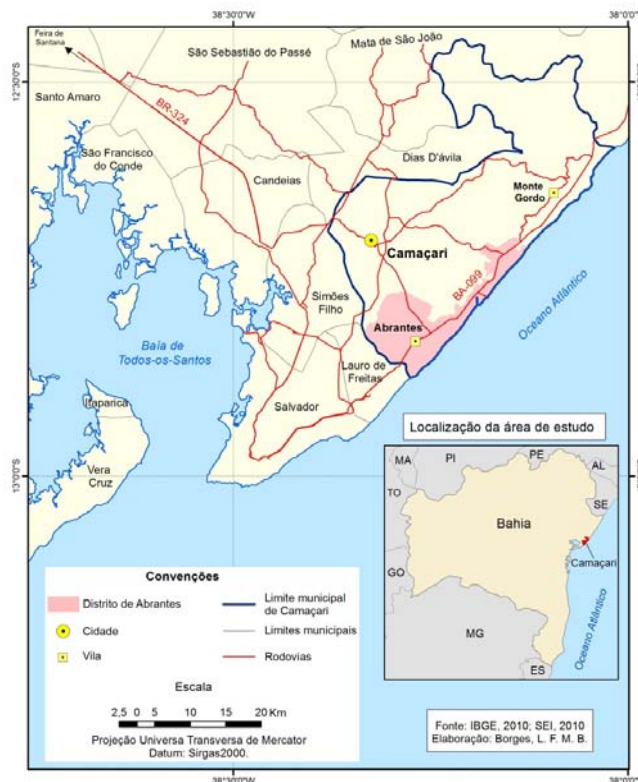 38°30'0"W
38°0'0"
Feira de
Santana
São Sebastião do Passé
Mata de São João
12°30'0"S
Santo Amaro
BR-324
São Francisco
do Conde
Candeias
Dias D'ávila
Monte
Gordo
Camaçari
BA-099
Simões
Filho
Abrantes
Oceano Atlântico
Baía de
Todos-os-Santos
Lauro de
Freitas
Salvador
Itaparica
Vera
Cruz
13°0'0"S
Localização da área de estudo
MA
PI
PE
AL
TO
SE
Bahia
Camaçari
GO
MG
Oceano Atlântico
ES
Convenções
Distrito de Abrantes
Cidade
Vila
Limite municipal
de Camaçari
Limites municipais
Rodovias
Escala
2,5 0 5 10 15 20 Km
Projeção Universa Transversa de Mercator
Datum: Sirgas2000.
Fonte: IBGE, 2010; SEI, 2010
Elaboração: Borges, L. F. M. B.
38°30'0"W